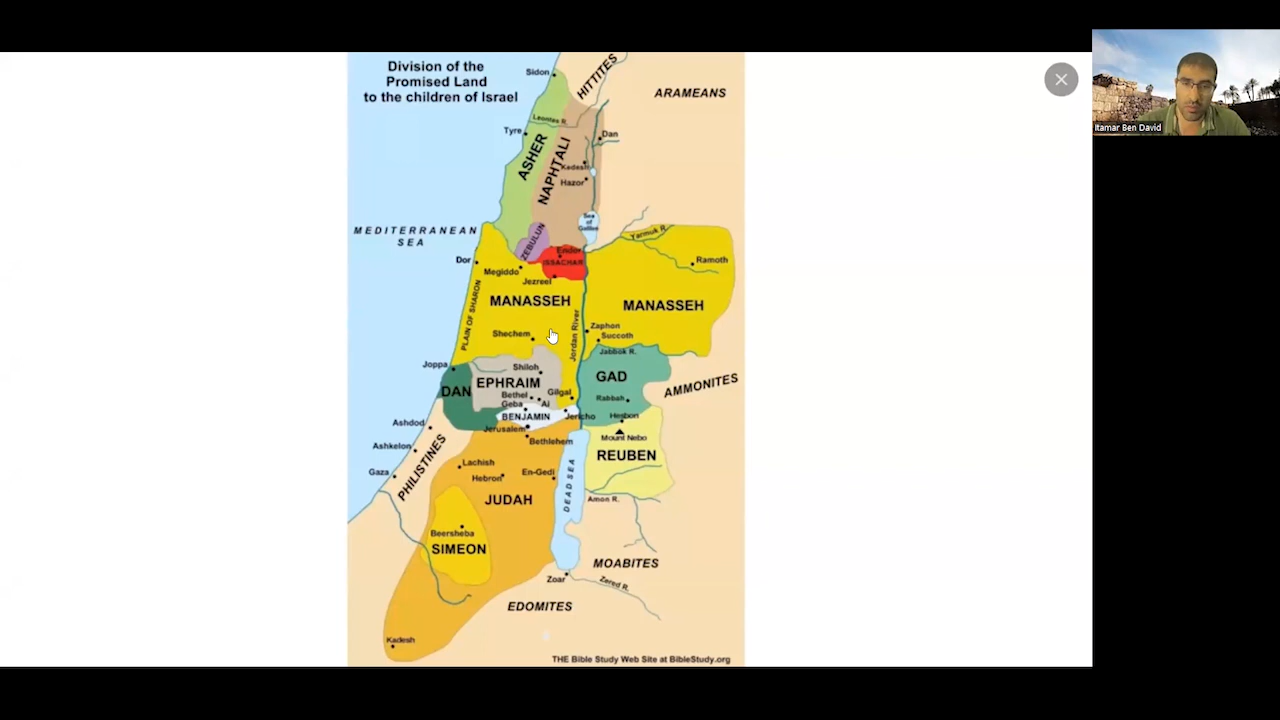 Division of the
Promised Land
to the children of Israel
Sidon
HITTITES
ARAMEANS
Leontes R.
Tyre
Dan
ASHER
NAPHTALI
Kedesh
Hazor
Sea
of
Galilee
MEDITERRANEAN
SEA
ZEBULUN
Yarmuk R.
Endor
Dor
ISSACHAR
Ramoth
Megiddo
Jezreel
MANASSEH
MANASSEH
PLAIN OF SHARON
Jordan River
Zaphon
Shechem
Succoth
Jabbok R.
Joppa
Shiloh
GAD
EPHRAIM
AMMONITES
DAN
Bethel
Gilgal
Geba
Ai
Rabbah
BENJAMIN
Jericho
Hesbon
Ashdod
Jerusalem
Mount Nebo
Bethlehem
Ashkelon
REUBEN
PHILISTINES
Lachish
Gaza
Hebron
En-Gedi
DEAD SEA
JUDAH
Arnon R.
Beersheba
SIMEON
MOABITES
Zoar
Zered R.
EDOMITES
Kadesh
THE Bible Study Web Site at BibleStudy.org
Itamar Ben David